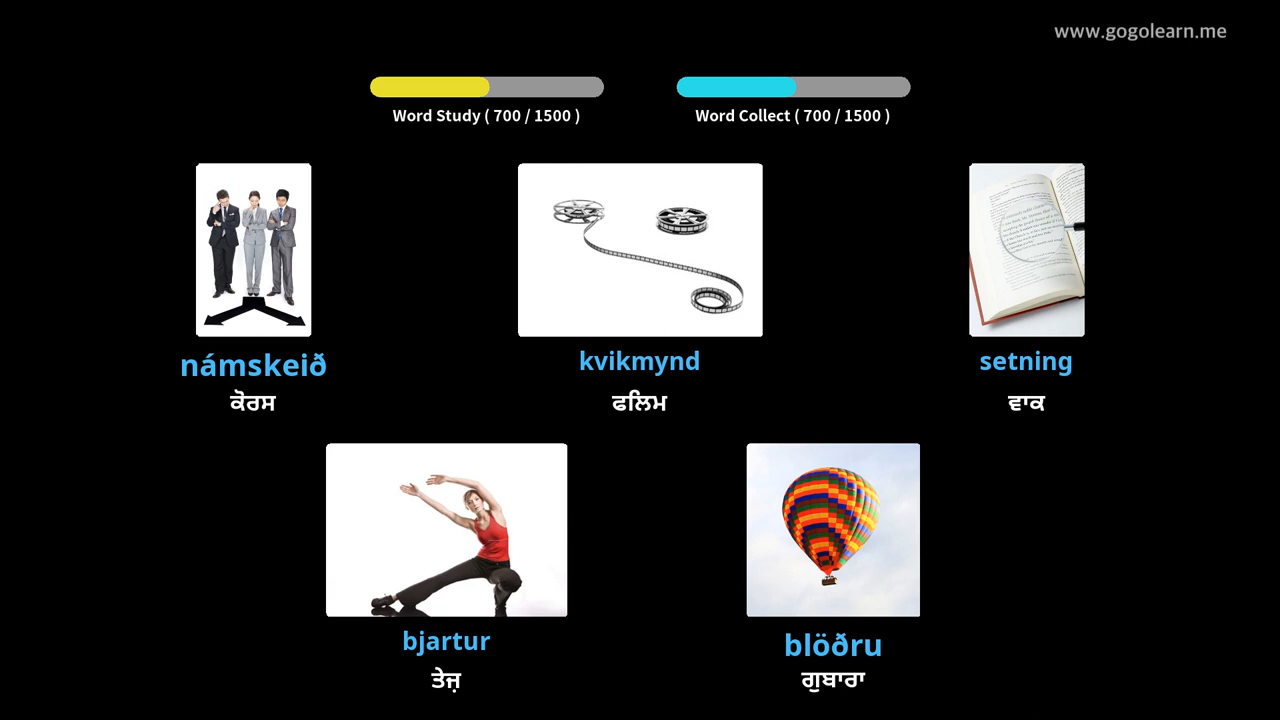 www.gogolearn.me
Word Study ( 700 / 1500 )
Word Collect ( 700 / 1500 )
námskeið
ਕੋਰਸ
kvikmynd
ਫਲਿਮ
setning
ਵਾਕ
bjartur
ਤੇਜ਼
blöðru
ਗੁਬਾਰਾ